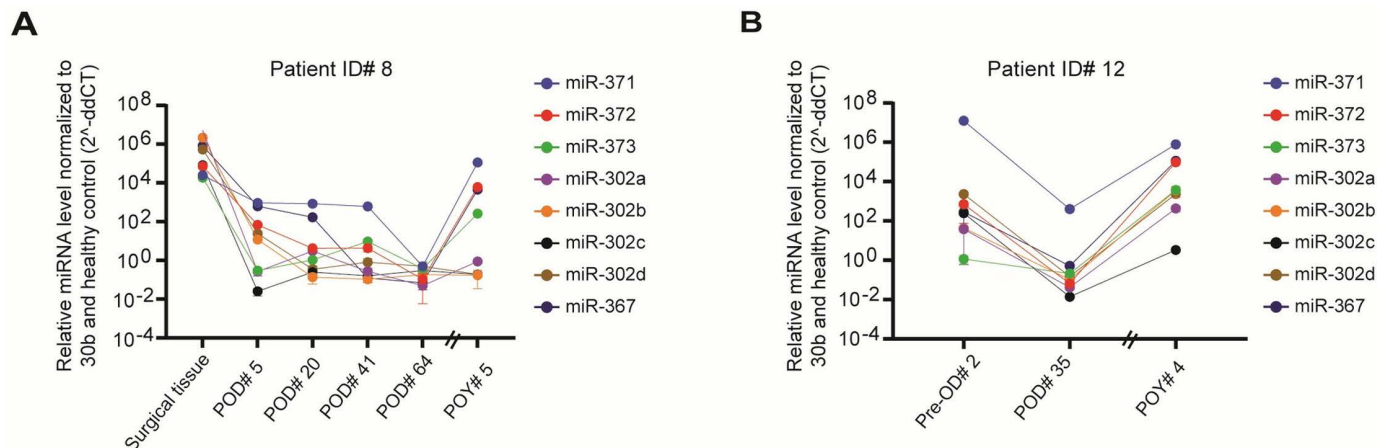 A
Patient ID# 8
Relative miRNA level normalized to
30b and healthy control (2^-ddCT)
10^8
10^6
10^4
10^2
10^0
10^−2
10^−4
Surgical tissue
POD# 5
POD# 20
POD# 41
POD# 64
POY# 5
miR-371
miR-372
miR-373
miR-302a
miR-302b
miR-302c
miR-302d
miR-367
B
Patient ID# 12
Relative miRNA level normalized to
30b and healthy control (2^-ddCT)
10^8
10^6
10^4
10^2
10^0
10^−2
10^−4
Pre-OD# 2
POD# 35
POY# 4
miR-371
miR-372
miR-373
miR-302a
miR-302b
miR-302c
miR-302d
miR-367